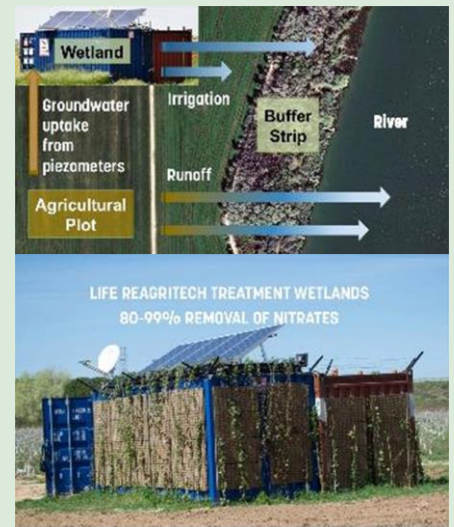 Wetland
Groundwater
uptake
from
piezometers
Irrigation
Buffer
Strip
River
Runoff
Agricultural
Plot
LIFE REAGRITECH TREATMENT WETLANDS
80-99% REMOVAL OF NITRATES